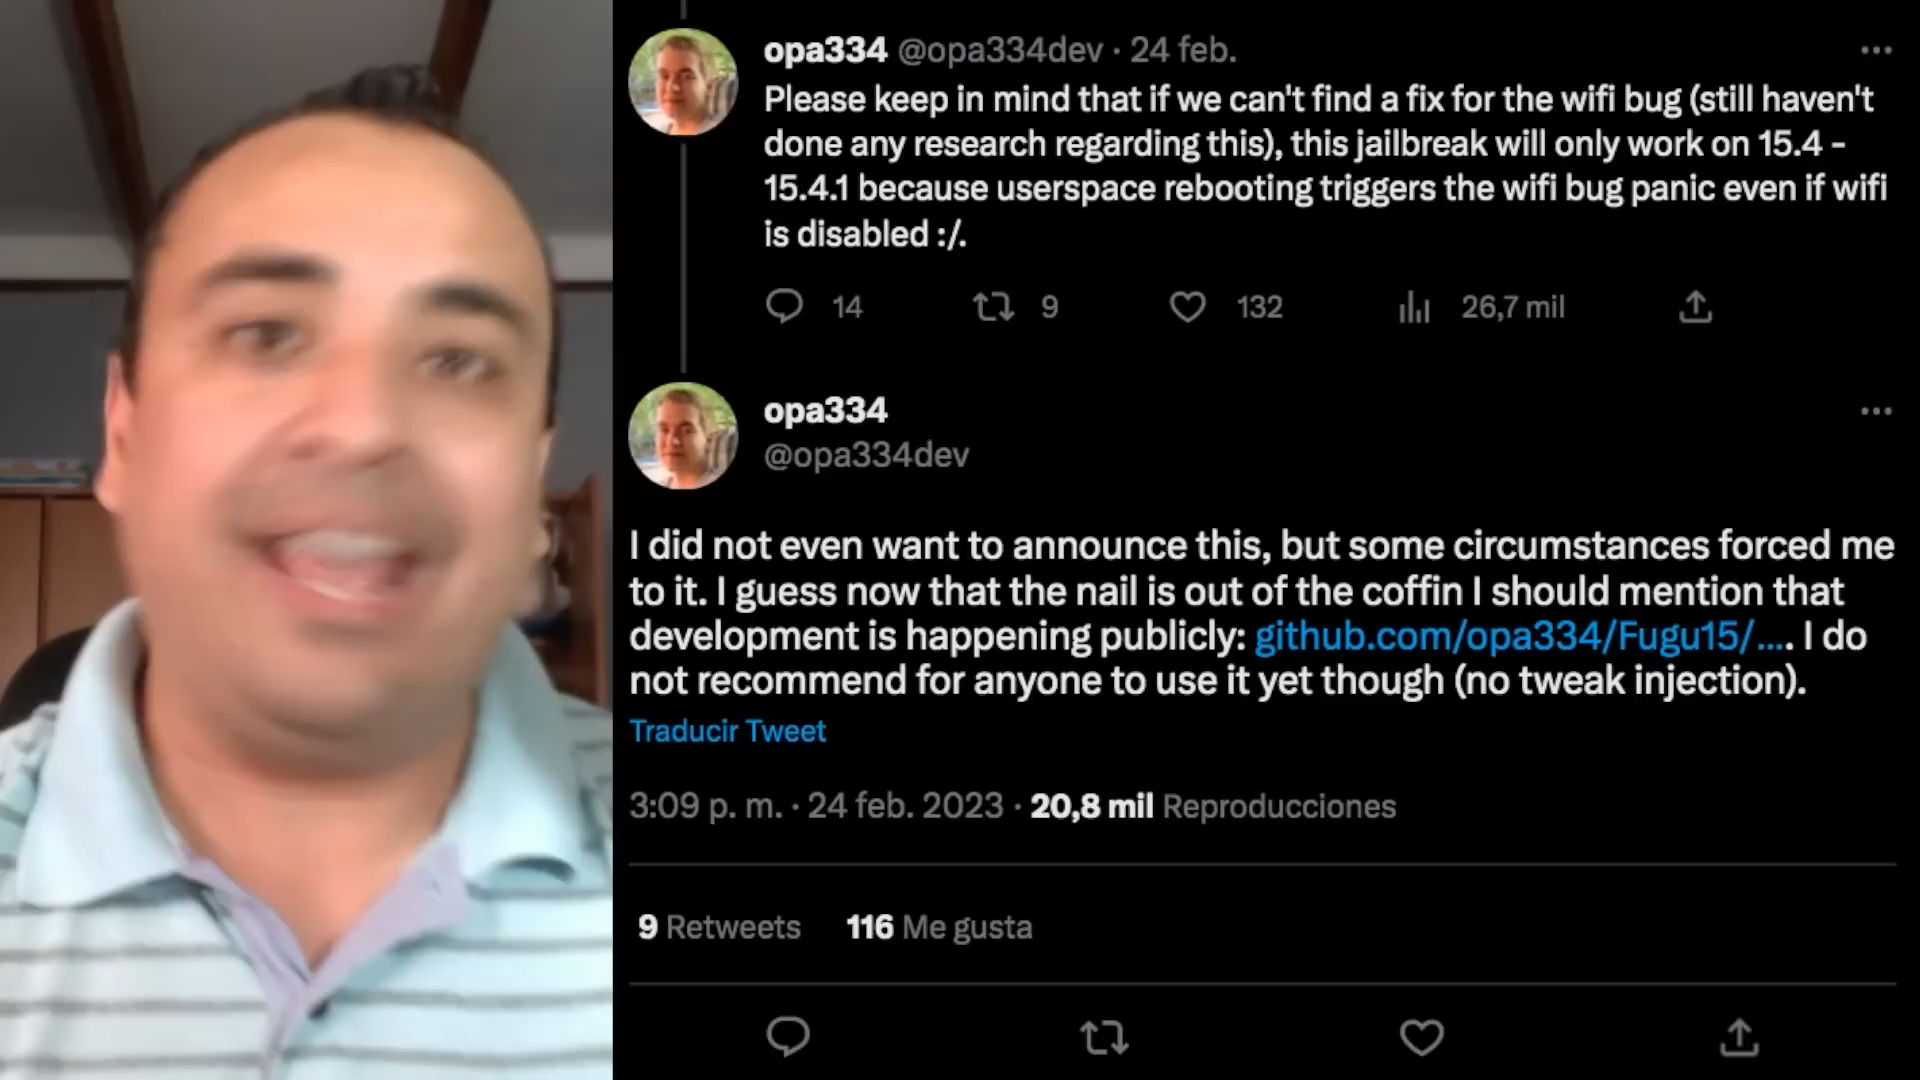 opa334 @opa334dev · 24 feb.
Please keep in mind that if we can't find a fix for the wifi bug (still haven't
done any research regarding this), this jailbreak will only work on 15.4 -
15.4.1 because userspace rebooting triggers the wifi bug panic even if wifi
is disabled :/.
14 9 132 26,7 mil
opa334
@opa334dev
I did not even want to announce this, but some circumstances forced me
to it. I guess now that the nail is out of the coffin I should mention that
development is happening publicly: github.com/opa334/Fugu15/.... I do
not recommend for anyone to use it yet though (no tweak injection).
Traducir Tweet
3:09 p. m. · 24 feb. 2023 · 20,8 mil Reproducciones
9 Retweets 116 Me gusta